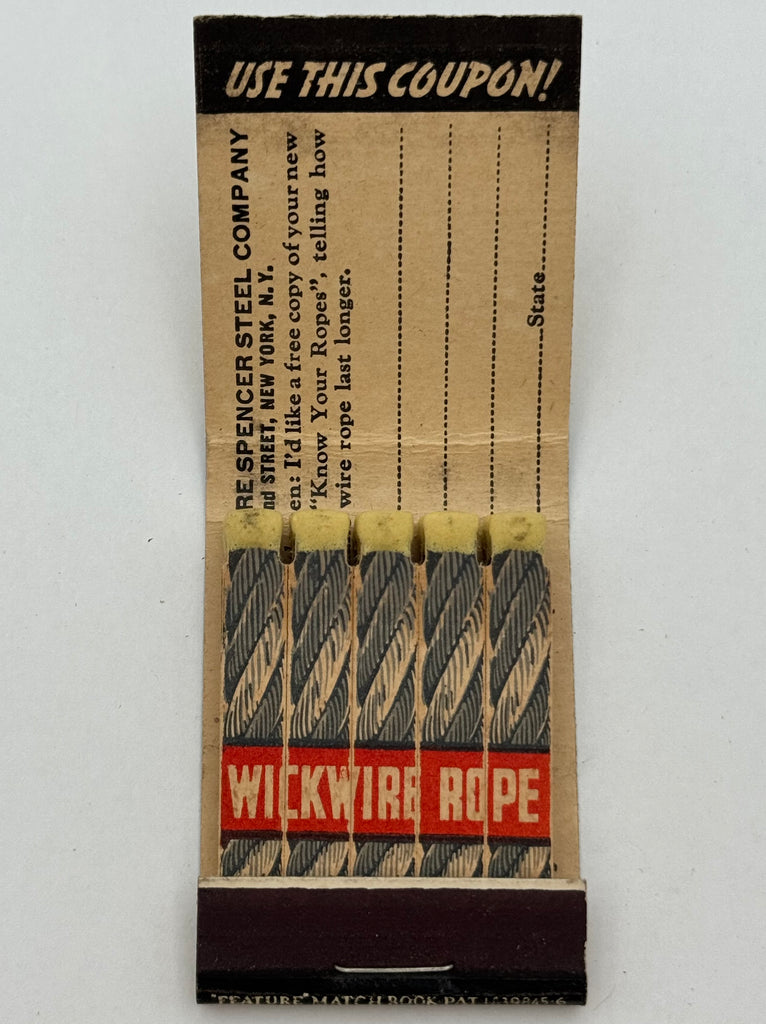 USE THIS COUPON!
RE SPENCER STEEL COMPANY
nd STREET, NEW YORK, N.Y.
en: I'd like a free copy of your new
"Know Your Ropes", telling how
wire rope last longer.
State
WICKWIRE ROPE
"FEATURE" MATCH BOOK PAT.